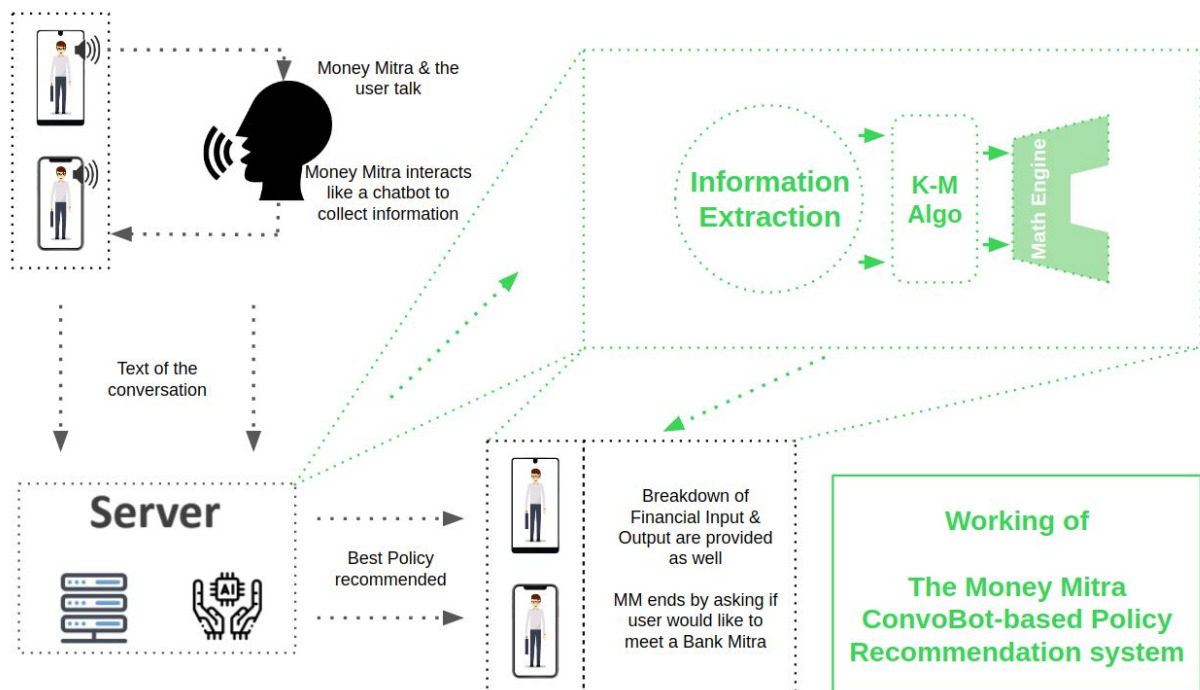 Money Mitra & the
user talk
Money Mitra interacts
like a chatbot to
collect information
Information
Extraction
K-M
Algo
Math Engine
Text of the
conversation
Server
AI
Best Policy
recommended
Breakdown of
Financial Input &
Output are provided
as well
MM ends by asking if
user would like to
meet a Bank Mitra
Working of
The Money Mitra
ConvoBot-based Policy
Recommendation system